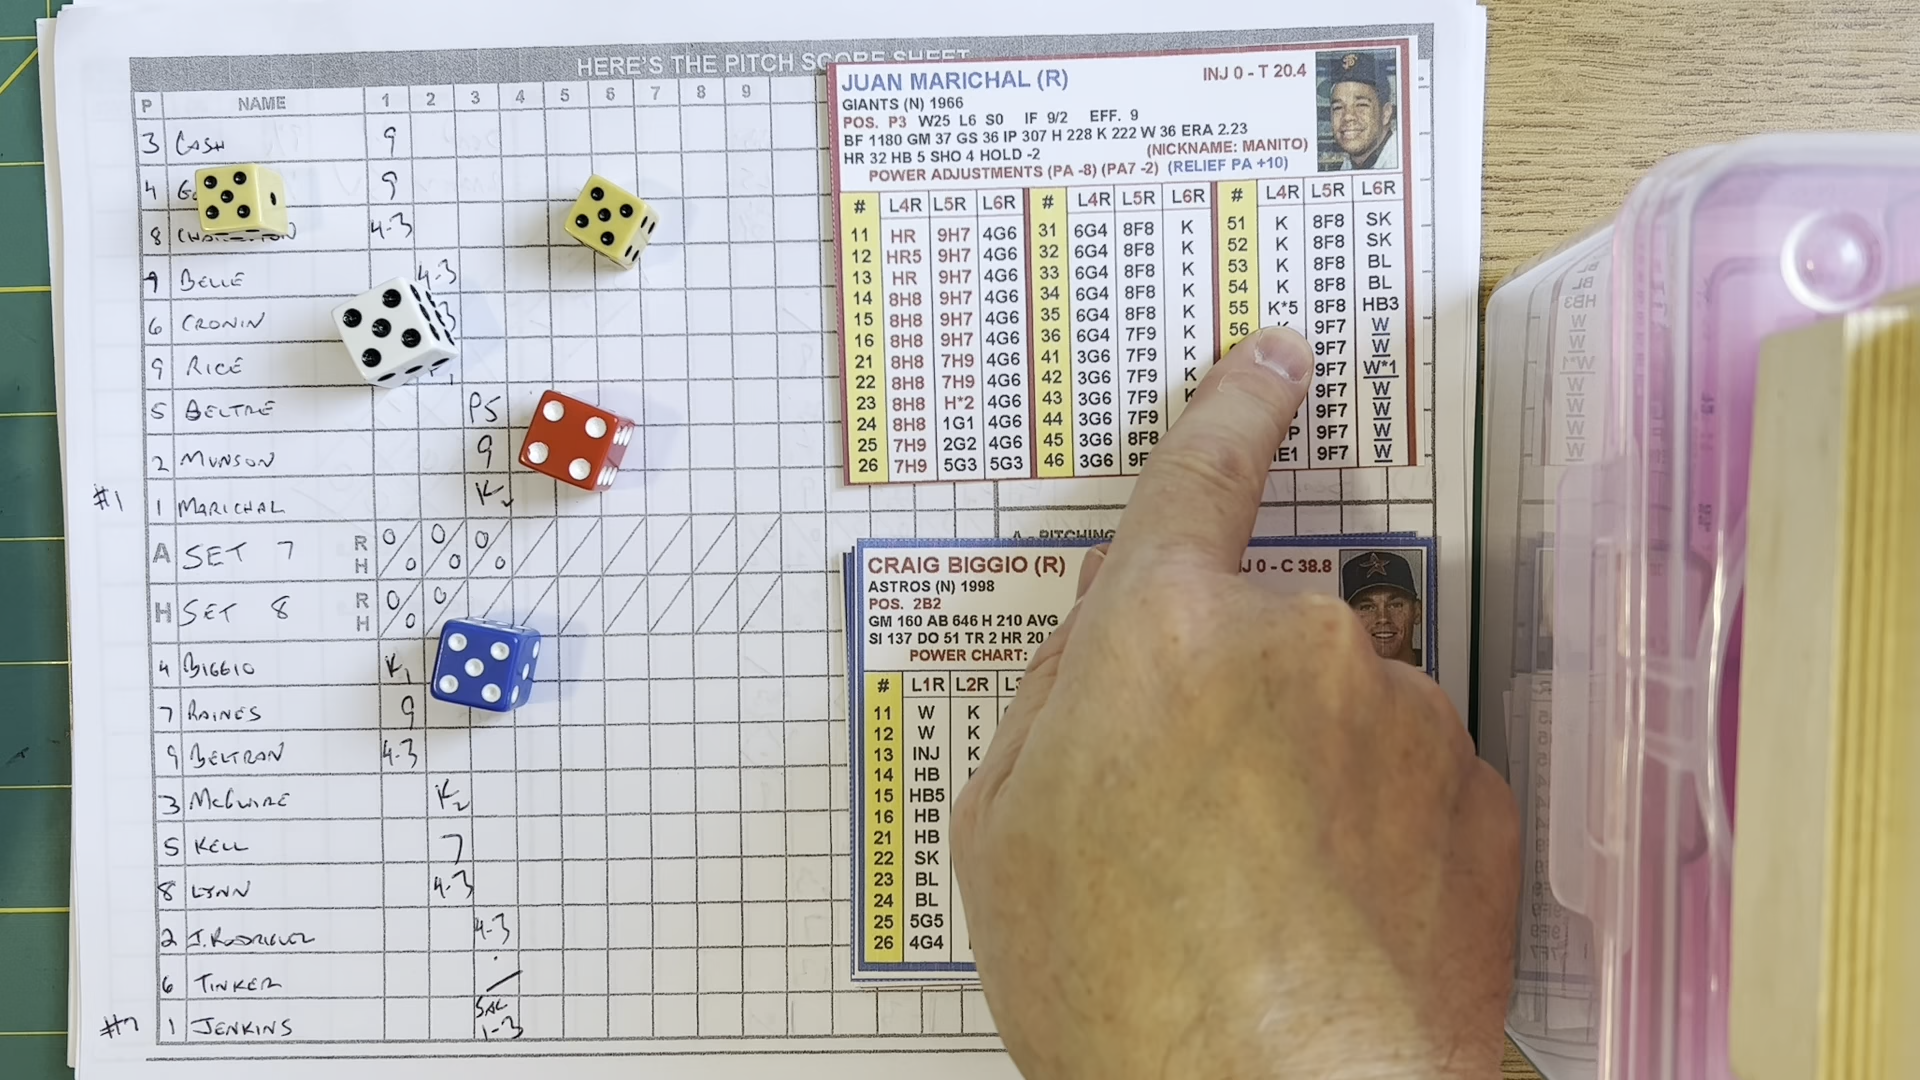 HERE'S THE PITCH SCORE SHEET
P NAME 1 2 3 4 5 6 7 8 9
3 CASH 9
4 9
8 4-3
9 BELLE 4-3
6 CRONIN
9 RICE
5 BELTRE P5
2 MUNSON 9
#1 1 MARICHAL K
A SET 7 R H 0 0 0 0 0 0
H SET 8 R H 0 0 0
4 BIGGIO K1
7 RAINES 9
9 BELTRON 4-3
3 McGWIRE K2
5 KELL 7
8 LYNN 4-3
2 I. RODRIGUEZ 4-3
6 TINKER
SAC
#7 1 JENKINS 1-3
JUAN MARICHAL (R) INJ 0 - T 20.4
GIANTS (N) 1966
POS. P3 W25 L6 S0 IF 9/2 EFF. 9
BF 1180 GM 37 GS 36 IP 307 H 228 K 222 W 36 ERA 2.23
HR 32 HB 5 SHO 4 HOLD -2 (NICKNAME: MANITO)
POWER ADJUSTMENTS (PA -8) (PA7 -2) (RELIEF PA +10)
# L4R L5R L6R # L4R L5R L6R # L4R L5R L6R
11 HR 9H7 4G6 31 6G4 8F8 K 51 K 8F8 SK
12 HR5 9H7 4G6 32 6G4 8F8 K 52 K 8F8 SK
13 HR 9H7 4G6 33 6G4 8F8 K 53 K 8F8 BL
14 8H8 9H7 4G6 34 6G4 8F8 K 54 K 8F8 BL
15 8H8 9H7 4G6 35 6G4 8F8 K 55 K*5 8F8 HB3
16 8H8 9H7 4G6 36 6G4 7F9 K 56 9F7 W
21 8H8 7H9 4G6 41 3G6 7F9 K 9F7 W
22 8H8 7H9 4G6 42 3G6 7F9 K 9F7 W*1
23 8H8 H*2 4G6 43 3G6 7F9 9F7 W
24 8H8 1G1 4G6 44 3G6 7F9 9F7 W
25 7H9 2G2 4G6 45 3G6 8F8 9F7 W
26 7H9 5G3 5G3 46 3G6 9F7 W
CRAIG BIGGIO (R) 0 - C 38.8
ASTROS (N) 1998
POS. 2B2
GM 160 AB 646 H 210 AVG
SI 137 DO 51 TR 2 HR 20
POWER CHART:
# L1R L2R
11 W K
12 W K
13 INJ K
14 HB
15 HB5
16 HB
21 HB
22 SK
23 BL
24 BL
25 5G5
26 4G4